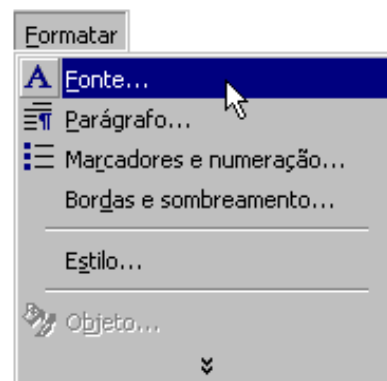 Formatar
Fonte...
Parágrafo...
Marcadores e numeração...
Bordas e sombreamento...
Estilo...
Objeto...